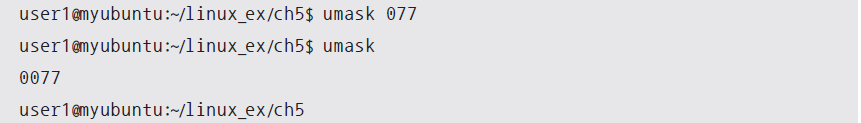 user1@myubuntu:~/linux_ex/ch5$ umask 077
user1@myubuntu:~/linux_ex/ch5$ umask
0077
user1@myubuntu:~/linux_ex/ch5